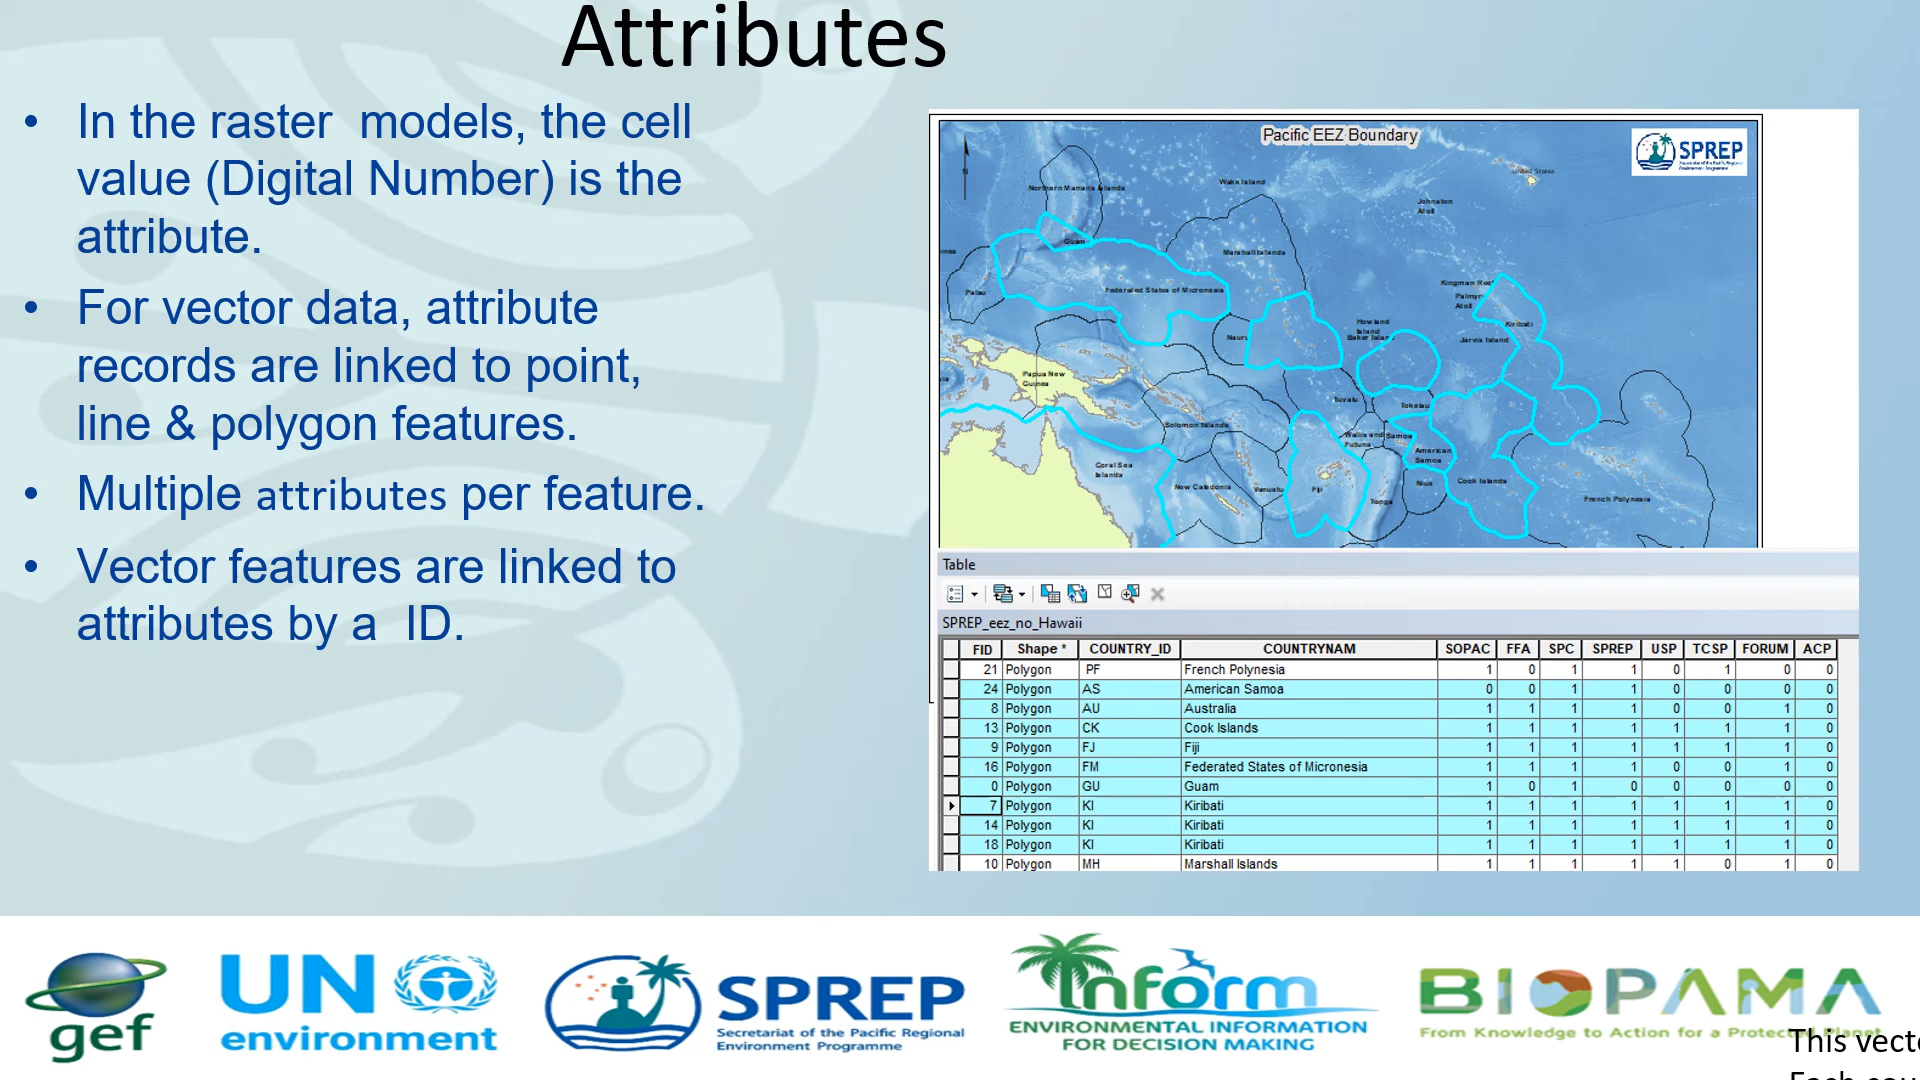 Attributes
• In the raster  models, the cell
value (Digital Number) is the
attribute.
• For vector data, attribute
records are linked to point,
line & polygon features.
• Multiple attributes per feature.
• Vector features are linked to
attributes by a  ID.
Pacific EEZ Boundary
SPREP
N
Northern Mariana Islands
Wake Island
United States
Johnston
Atoll
Guam
Marshall Islands
Palau
Federated States of Micronesia
Kingman Reef
Palmyra
Atoll
Howland
Island
Baker Island
Kiribati
Nauru
Jarvis Island
Papua New
Guinea
Tuvalu
Tokelau
Solomon Islands
Wallis and
Futuna
Samoa
American
Samoa
Coral Sea
Islands
New Caledonia
Vanuatu
Fiji
Tonga
Niue
Cook Islands
French Polynesia
Table
SPREP_eez_no_Hawaii
FID Shape * COUNTRY_ID COUNTRYNAM SOPAC FFA SPC SPREP USP TCSP FORUM ACP
21 Polygon PF French Polynesia 1 0 1 1 0 1 0 0
24 Polygon AS American Samoa 0 0 1 1 0 0 0 0
8 Polygon AU Australia 1 1 1 1 0 0 1 0
13 Polygon CK Cook Islands 1 1 1 1 1 1 1 0
9 Polygon FJ Fiji 1 1 1 1 1 1 1 0
16 Polygon FM Federated States of Micronesia 1 1 1 1 0 0 1 0
0 Polygon GU Guam 1 0 1 0 0 0 0 0
7 Polygon KI Kiribati 1 1 1 1 1 1 1 0
14 Polygon KI Kiribati 1 1 1 1 1 1 1 0
18 Polygon KI Kiribati 1 1 1 1 1 1 1 0
10 Polygon MH Marshall Islands 1 1 1 1 1 0 1 0
gef
UN
environment
SPREP
Secretariat of the Pacific Regional
Environment Programme
Inform
ENVIRONMENTAL INFORMATION
FOR DECISION MAKING
BIOPAMA
From Knowledge to Action for a Protected Planet
This vect